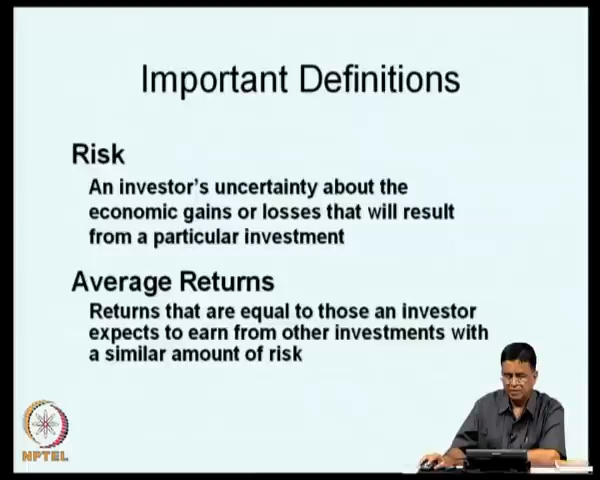 Important Definitions
Risk
An investor's uncertainty about the
economic gains or losses that will result
from a particular investment
Average Returns
Returns that are equal to those an investor
expects to earn from other investments with
a similar amount of risk
NPTEL